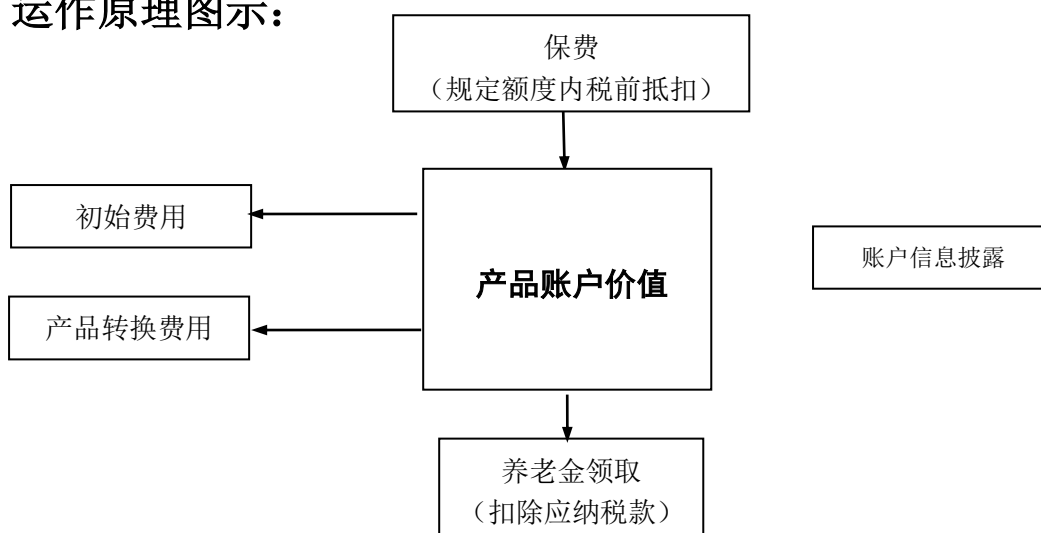 运作原理图示：
保费
（规定额度内税前抵扣）
初始费用
产品账户价值
账户信息披露
产品转换费用
养老金领取
（扣除应纳税款）